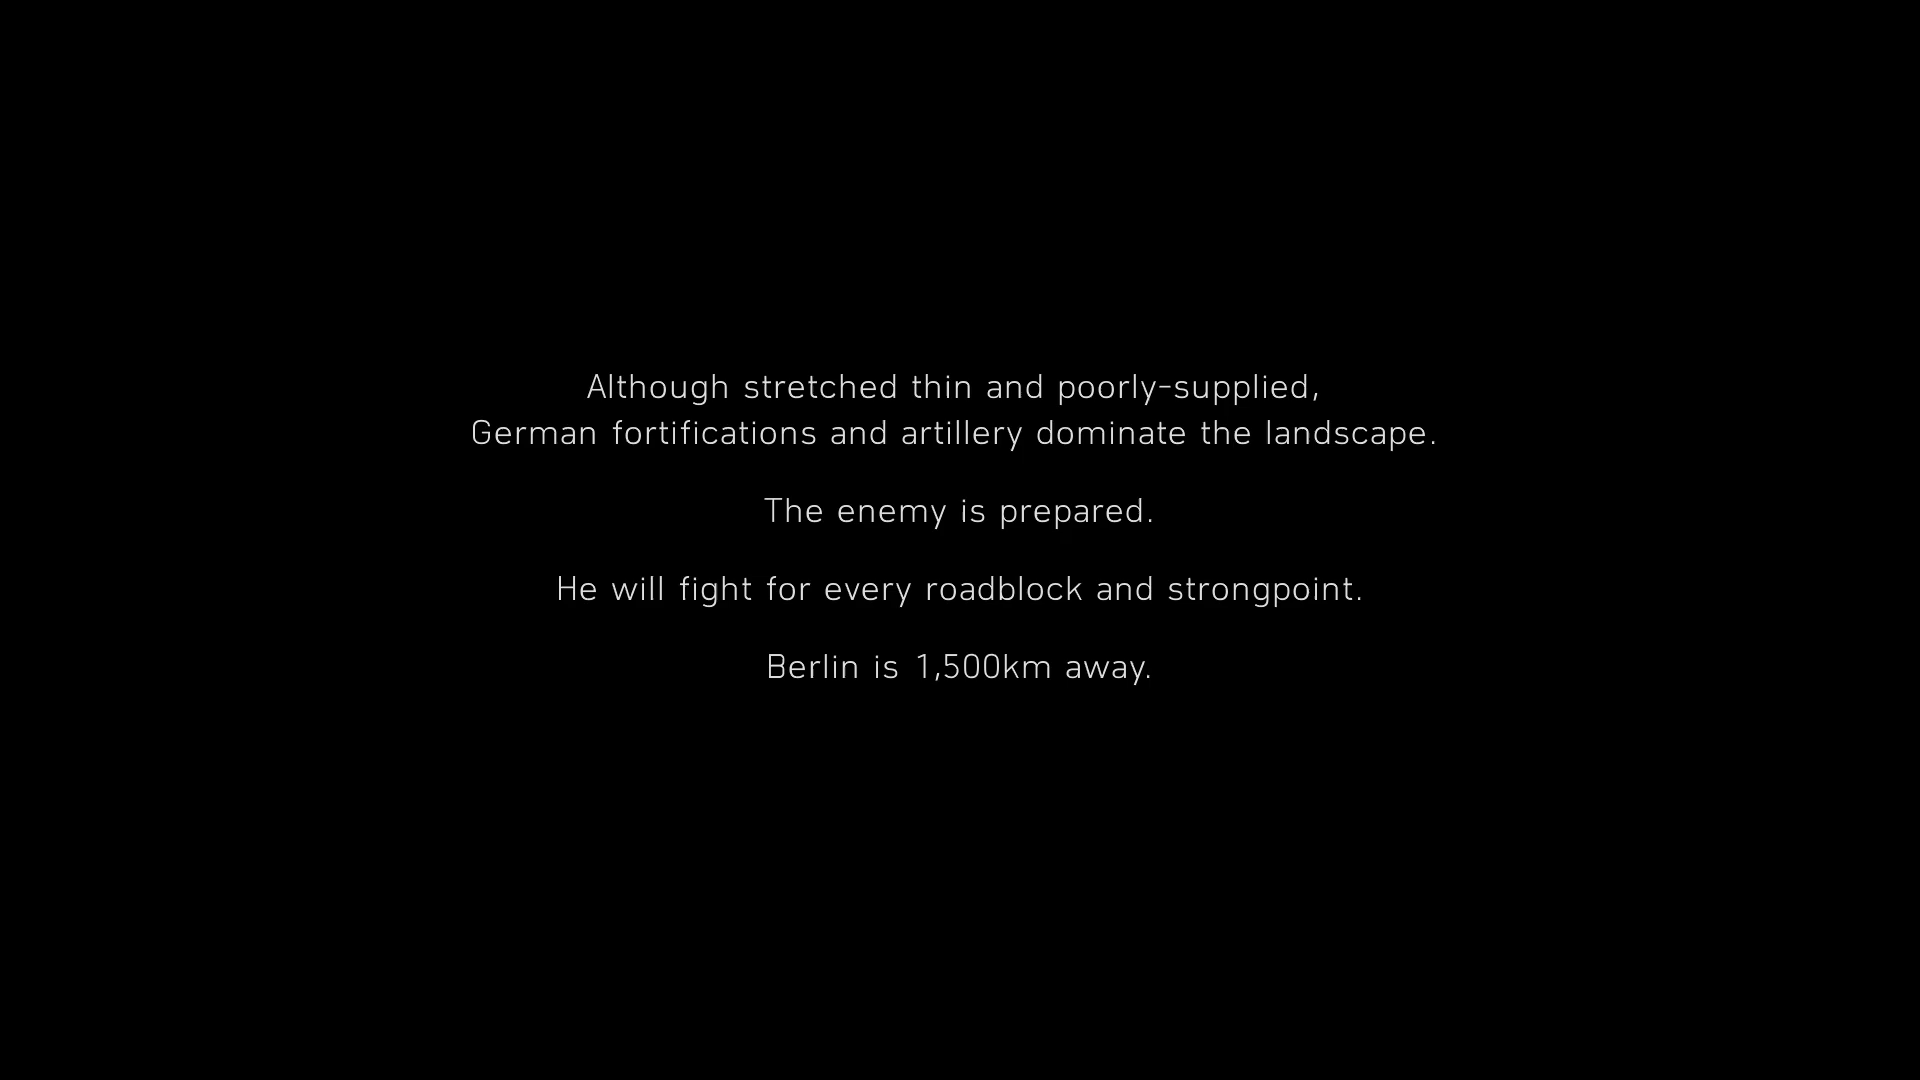 Although stretched thin and poorly-supplied,
German fortifications and artillery dominate the landscape.
The enemy is prepared.
He will fight for every roadblock and strongpoint.
Berlin is 1,500km away.